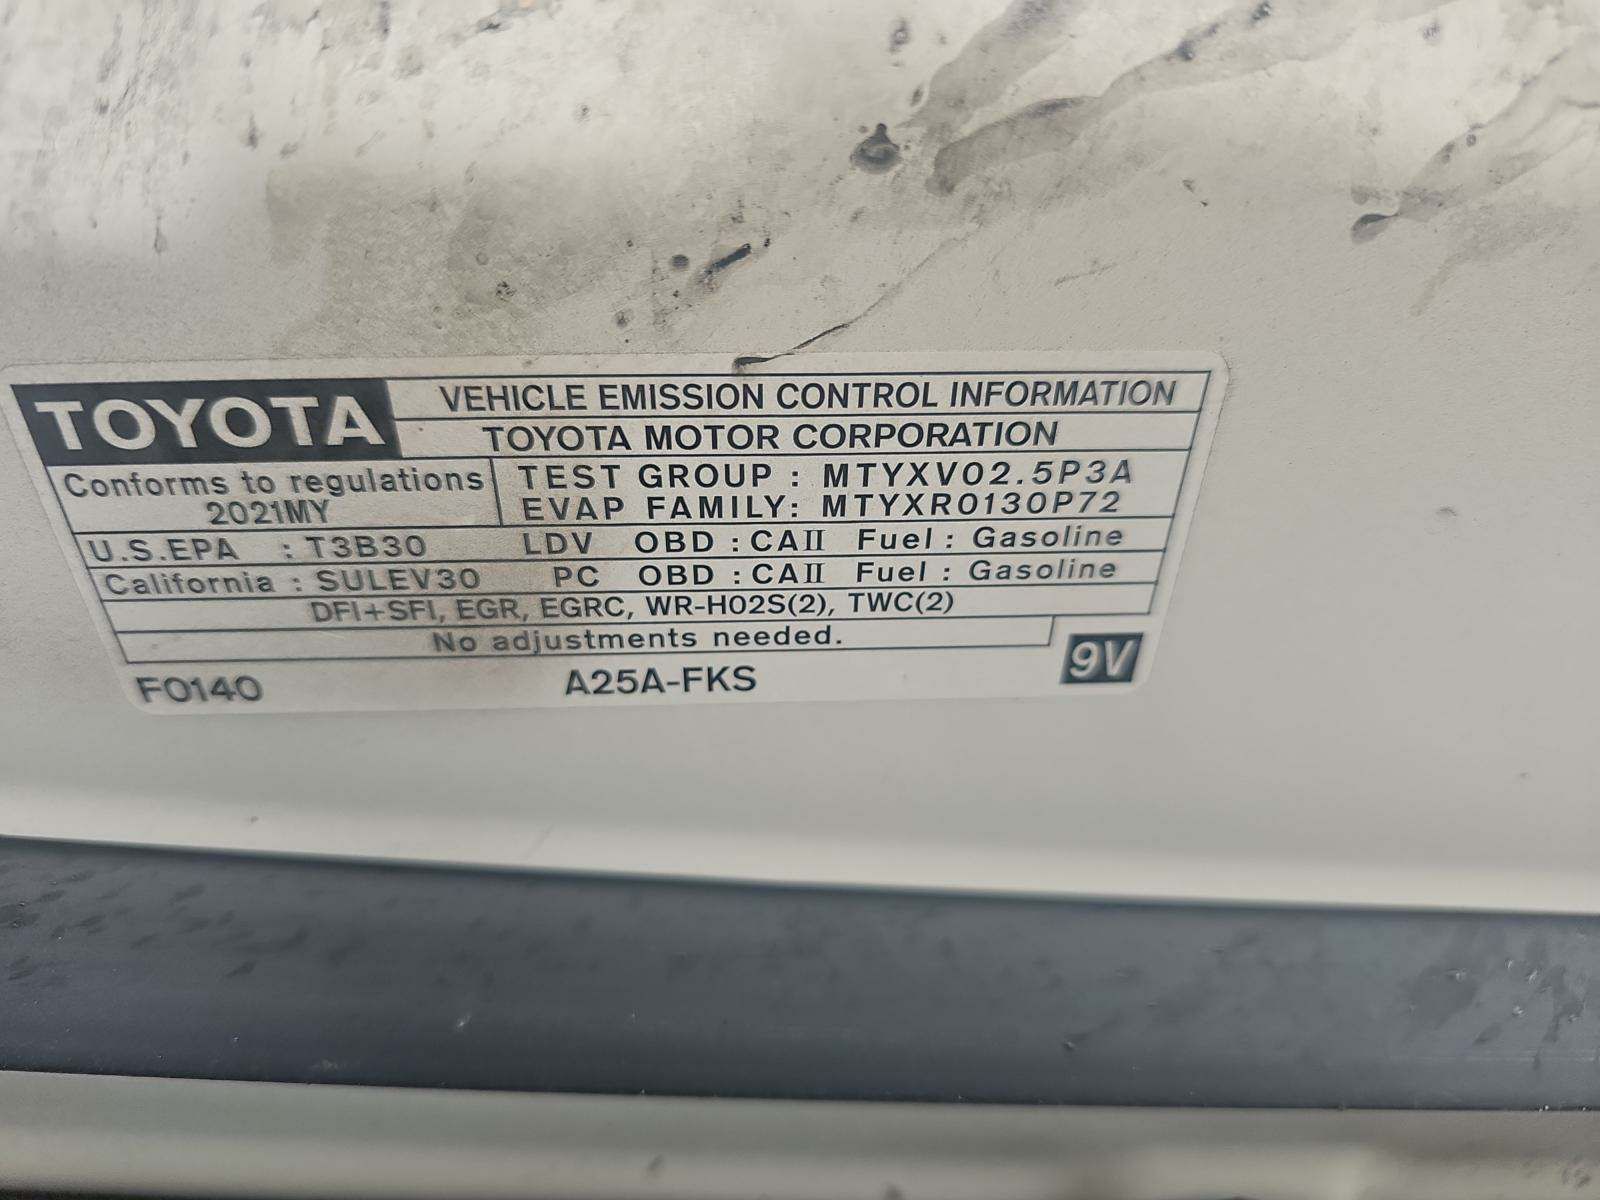 TOYOTA
VEHICLE EMISSION CONTROL INFORMATION
TOYOTA MOTOR CORPORATION
Conforms to regulations
2021MY
TEST GROUP : MTYXV02.5P3A
EVAP FAMILY: MTYXR0130P72
U.S.EPA : T3B30 LDV OBD : CAII Fuel : Gasoline
California : SULEV30 PC OBD : CAII Fuel : Gasoline
DFI+SFI, EGR, EGRC, WR-HO2S(2), TWC(2)
No adjustments needed.
F0140 A25A-FKS 9V